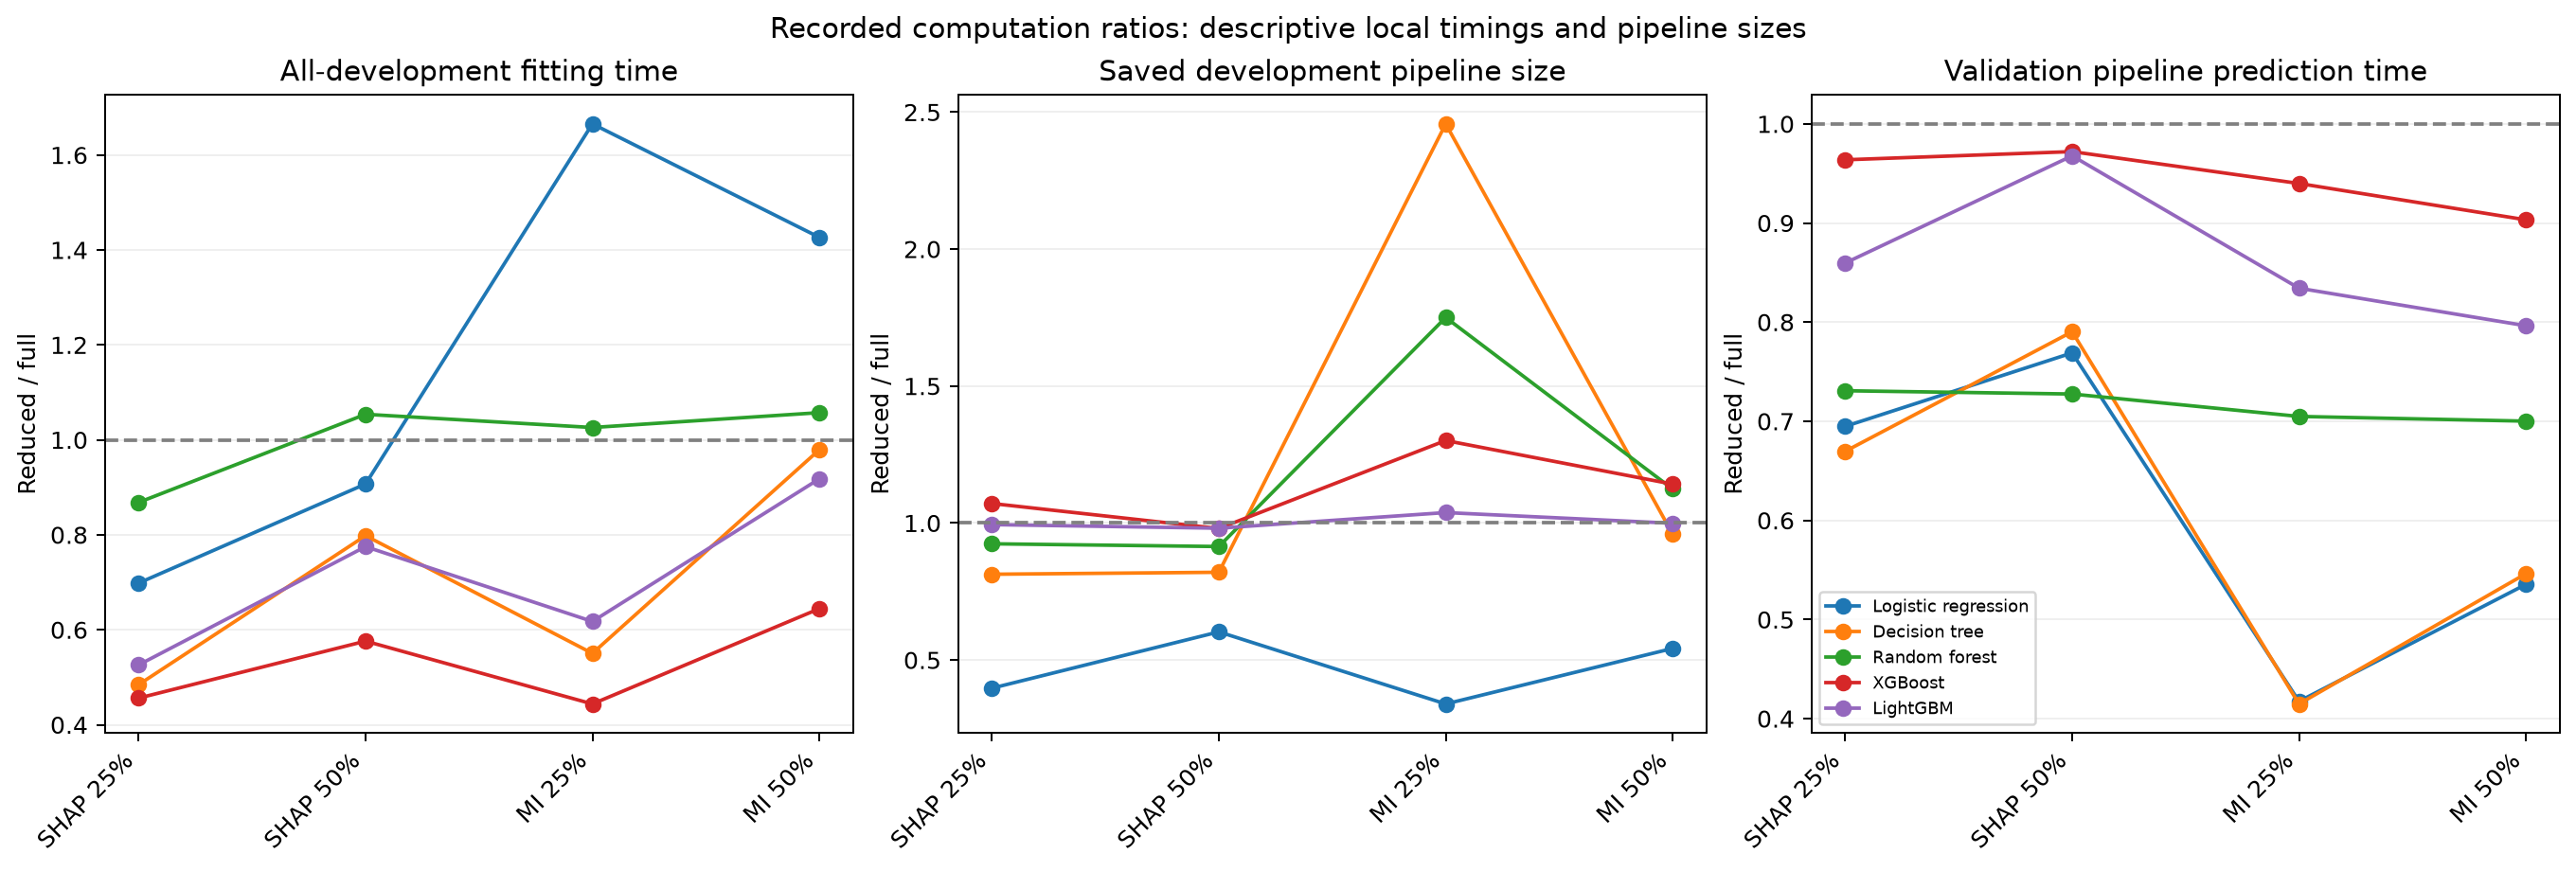 Recorded computation ratios: descriptive local timings and pipeline sizes
All-development fitting time
Reduced / full
1.6
1.4
1.2
1.0
0.8
0.6
0.4
SHAP 25%
SHAP 50%
MI 25%
MI 50%
Saved development pipeline size
Reduced / full
2.5
2.0
1.5
1.0
0.5
SHAP 25%
SHAP 50%
MI 25%
MI 50%
Validation pipeline prediction time
Reduced / full
1.0
0.9
0.8
0.7
0.6
0.5
0.4
Logistic regression
Decision tree
Random forest
XGBoost
LightGBM
SHAP 25%
SHAP 50%
MI 25%
MI 50%